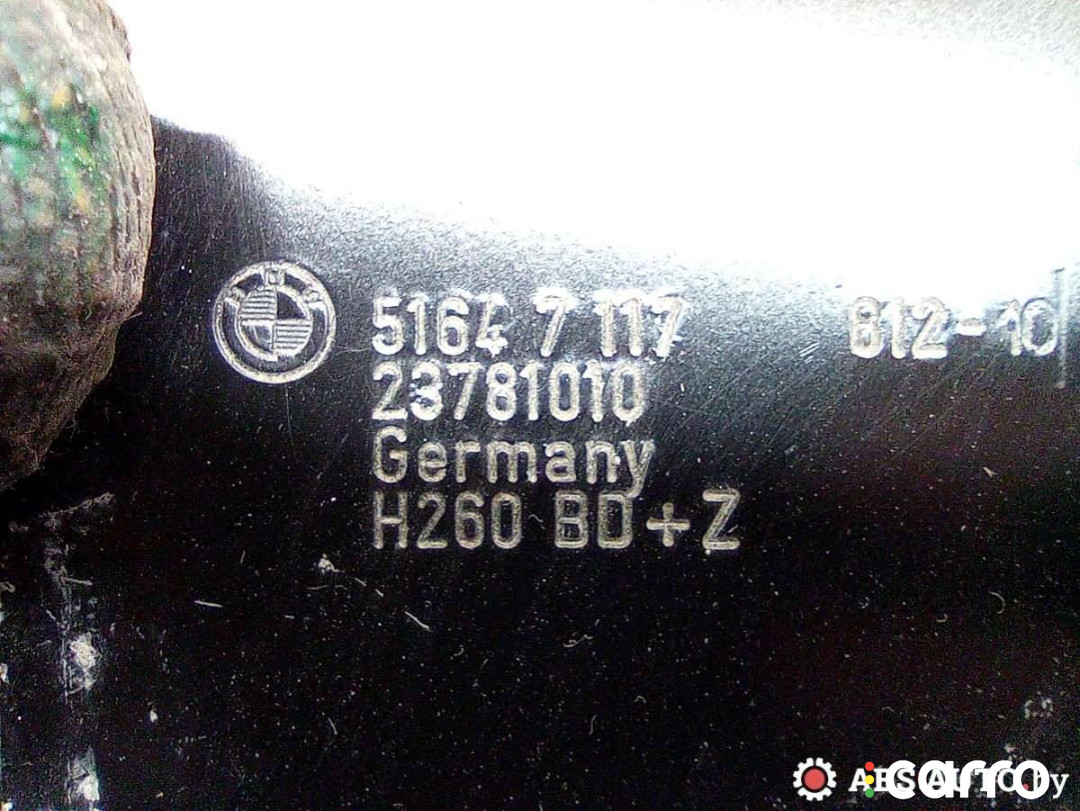 5164 7 117 812-10
23781010
Germany
H260 BD+Z
carro